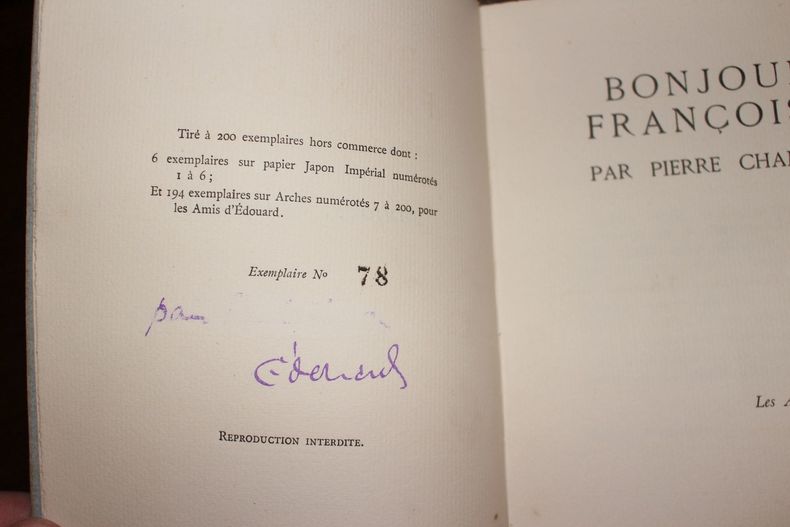 Tiré à 200 exemplaires hors commerce dont :
6 exemplaires sur papier Japon Impérial numérotés
1 à 6 ;
Et 194 exemplaires sur Arches numérotés 7 à 200, pour
les Amis d'Édouard.
Exemplaire Nº 78
pour
Édouard
REPRODUCTION INTERDITE.
BONJOU
FRANÇOIS
PAR PIERRE CHA
Les